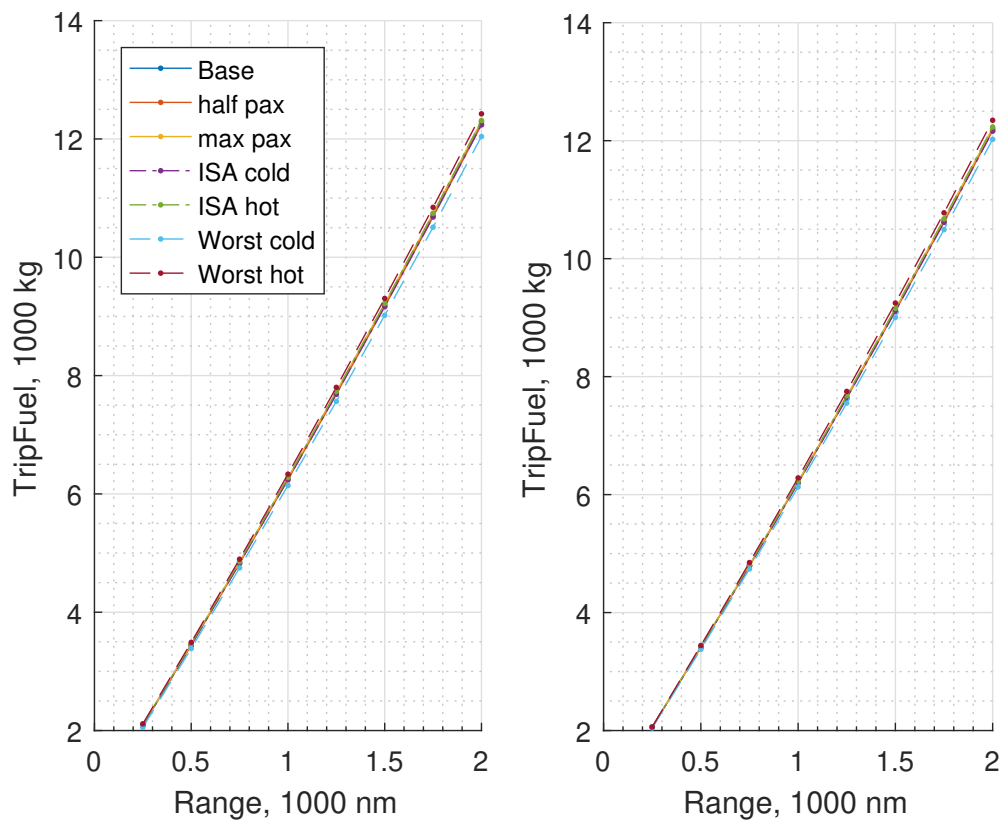 14
12
10
8
6
4
2
TripFuel, 1000 kg
Base
half pax
max pax
ISA cold
ISA hot
Worst cold
Worst hot
0 0.5 1 1.5 2
Range, 1000 nm
14
12
10
8
6
4
2
TripFuel, 1000 kg
0 0.5 1 1.5 2
Range, 1000 nm